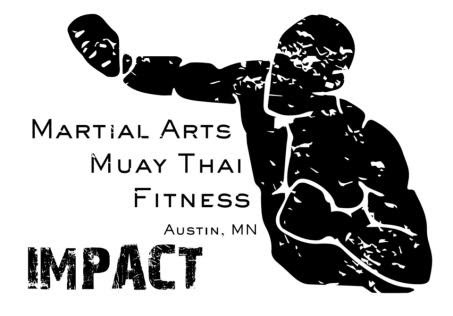 Martial Arts
Muay Thai
Fitness
Austin, MN
IMPACT